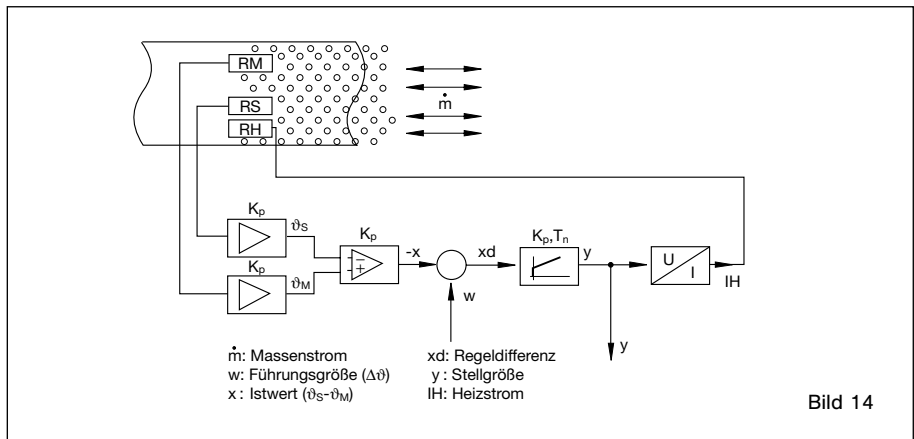 RM
RS
RH
ṁ
Kp
ϑS
Kp
ϑM
Kp
− +
-x
w
xd
Kp,Tn
y
y
U I
IH
ṁ: Massenstrom
w: Führungsgröße (Δϑ)
x : Istwert (ϑS-ϑM)
xd: Regeldifferenz
y : Stellgröße
IH: Heizstrom
Bild 14